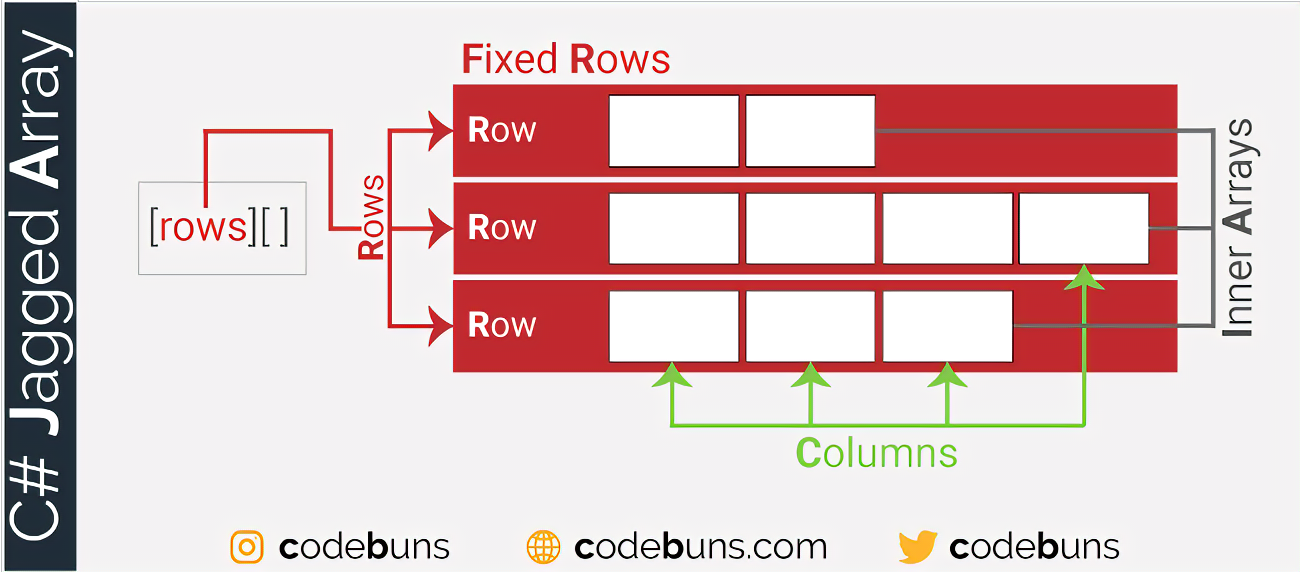 C# Jagged Array
Fixed Rows
[rows][ ]
Rows
Row
Row
Row
Inner Arrays
Columns
codebuns
codebuns.com
codebuns